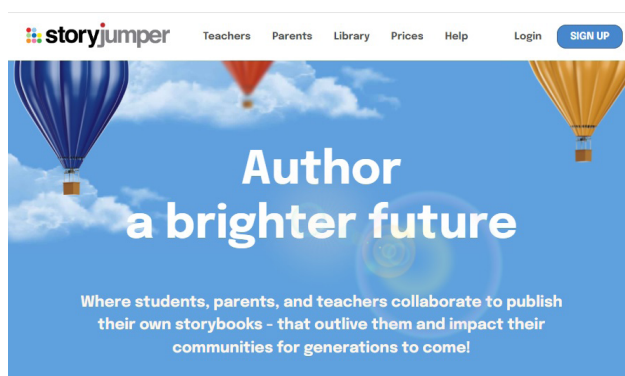 storyjumper Teachers Parents Library Prices Help Login SIGN UP
Author
a brighter future
Where students, parents, and teachers collaborate to publish
their own storybooks - that outlive them and impact their
communities for generations to come!